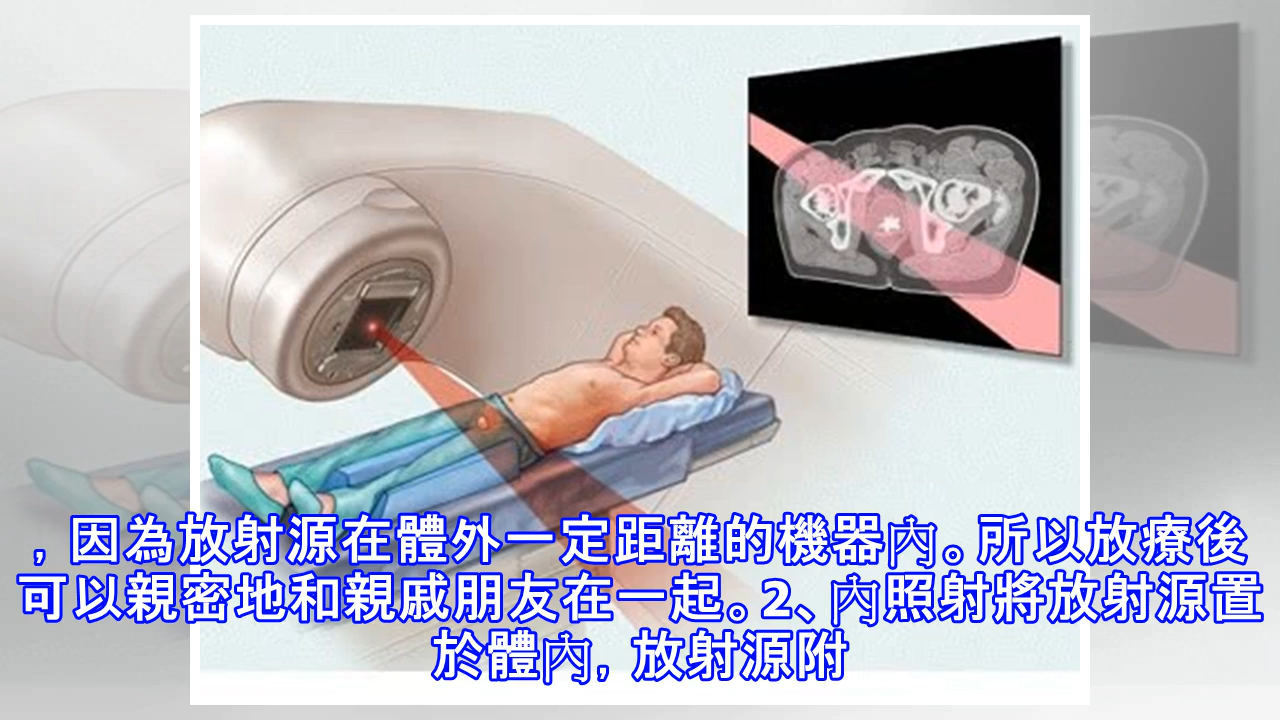 ，因為放射源在體外一定距離的機器內。所以放療後
可以親密地和親戚朋友在一起。2、內照射將放射源置
於體內，放射源附